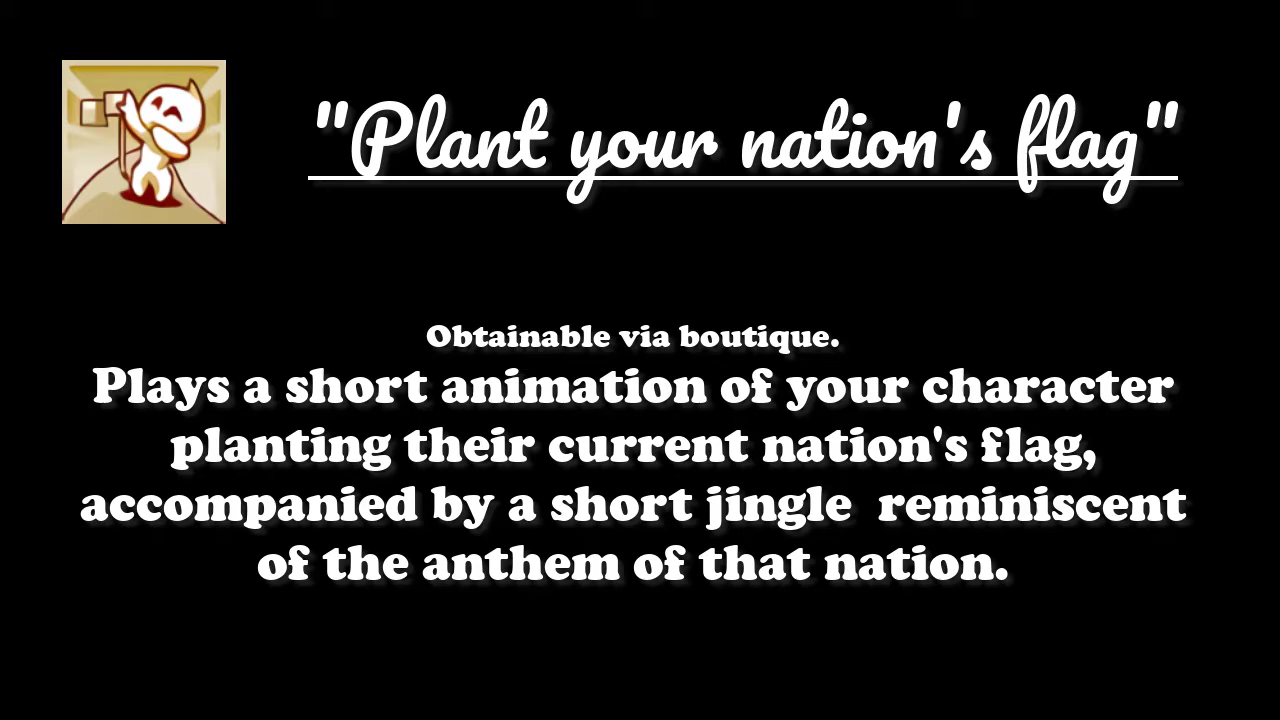 "Plant your nation's flag"
Obtainable via boutique.
Plays a short animation of your character
planting their current nation's flag,
accompanied by a short jingle  reminiscent
of the anthem of that nation.